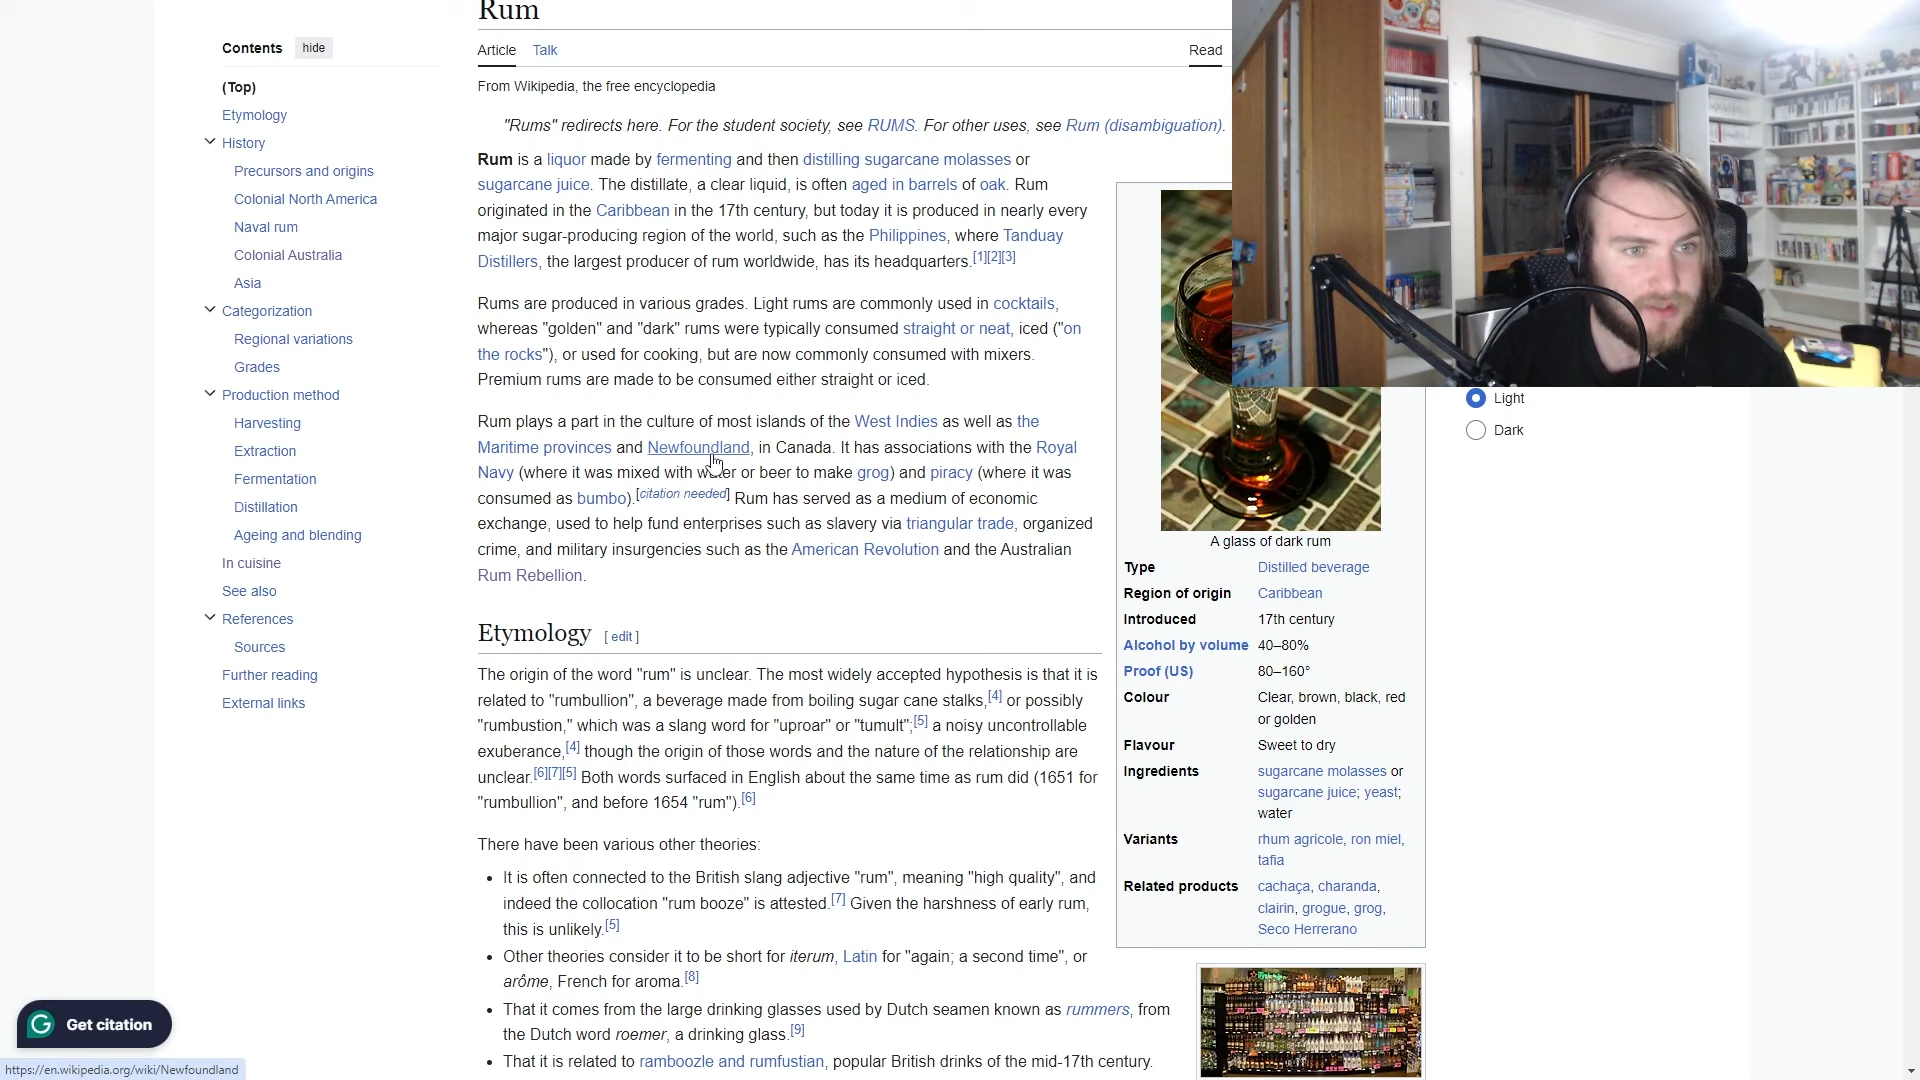 Rum
Contents hide
(Top)
Etymology
History
Precursors and origins
Colonial North America
Naval rum
Colonial Australia
Asia
Categorization
Regional variations
Grades
Production method
Harvesting
Extraction
Fermentation
Distillation
Ageing and blending
In cuisine
See also
References
Sources
Further reading
External links
Article Talk
Read
From Wikipedia, the free encyclopedia
"Rums" redirects here. For the student society, see RUMS. For other uses, see Rum (disambiguation).
Rum is a liquor made by fermenting and then distilling sugarcane molasses or
sugarcane juice. The distillate, a clear liquid, is often aged in barrels of oak. Rum
originated in the Caribbean in the 17th century, but today it is produced in nearly every
major sugar-producing region of the world, such as the Philippines, where Tanduay
Distillers, the largest producer of rum worldwide, has its headquarters.[1][2][3]
Rums are produced in various grades. Light rums are commonly used in cocktails,
whereas "golden" and "dark" rums were typically consumed straight or neat, iced ("on
the rocks"), or used for cooking, but are now commonly consumed with mixers.
Premium rums are made to be consumed either straight or iced.
Rum plays a part in the culture of most islands of the West Indies as well as the
Maritime provinces and Newfoundland, in Canada. It has associations with the Royal
Navy (where it was mixed with water or beer to make grog) and piracy (where it was
consumed as bumbo).[citation needed] Rum has served as a medium of economic
exchange, used to help fund enterprises such as slavery via triangular trade, organized
crime, and military insurgencies such as the American Revolution and the Australian
Rum Rebellion.
Etymology [ edit ]
The origin of the word "rum" is unclear. The most widely accepted hypothesis is that it is
related to "rumbullion", a beverage made from boiling sugar cane stalks,[4] or possibly
"rumbustion," which was a slang word for "uproar" or "tumult";[5] a noisy uncontrollable
exuberance,[4] though the origin of those words and the nature of the relationship are
unclear.[6][7][5] Both words surfaced in English about the same time as rum did (1651 for
"rumbullion", and before 1654 "rum").[6]
There have been various other theories:
• It is often connected to the British slang adjective "rum", meaning "high quality", and
indeed the collocation "rum booze" is attested.[7] Given the harshness of early rum,
this is unlikely.[5]
• Other theories consider it to be short for iterum, Latin for "again; a second time", or
arôme, French for aroma.[8]
• That it comes from the large drinking glasses used by Dutch seamen known as rummers, from
the Dutch word roemer, a drinking glass.[9]
• That it is related to ramboozle and rumfustian, popular British drinks of the mid-17th century.
A glass of dark rum
Type Distilled beverage
Region of origin Caribbean
Introduced 17th century
Alcohol by volume 40–80%
Proof (US) 80–160°
Colour Clear, brown, black, red
or golden
Flavour Sweet to dry
Ingredients sugarcane molasses or
sugarcane juice; yeast;
water
Variants rhum agricole, ron miel,
tafia
Related products cachaça, charanda,
clairin, grogue, grog,
Seco Herrerano
Light
Dark
Get citation
https://en.wikipedia.org/wiki/Newfoundland